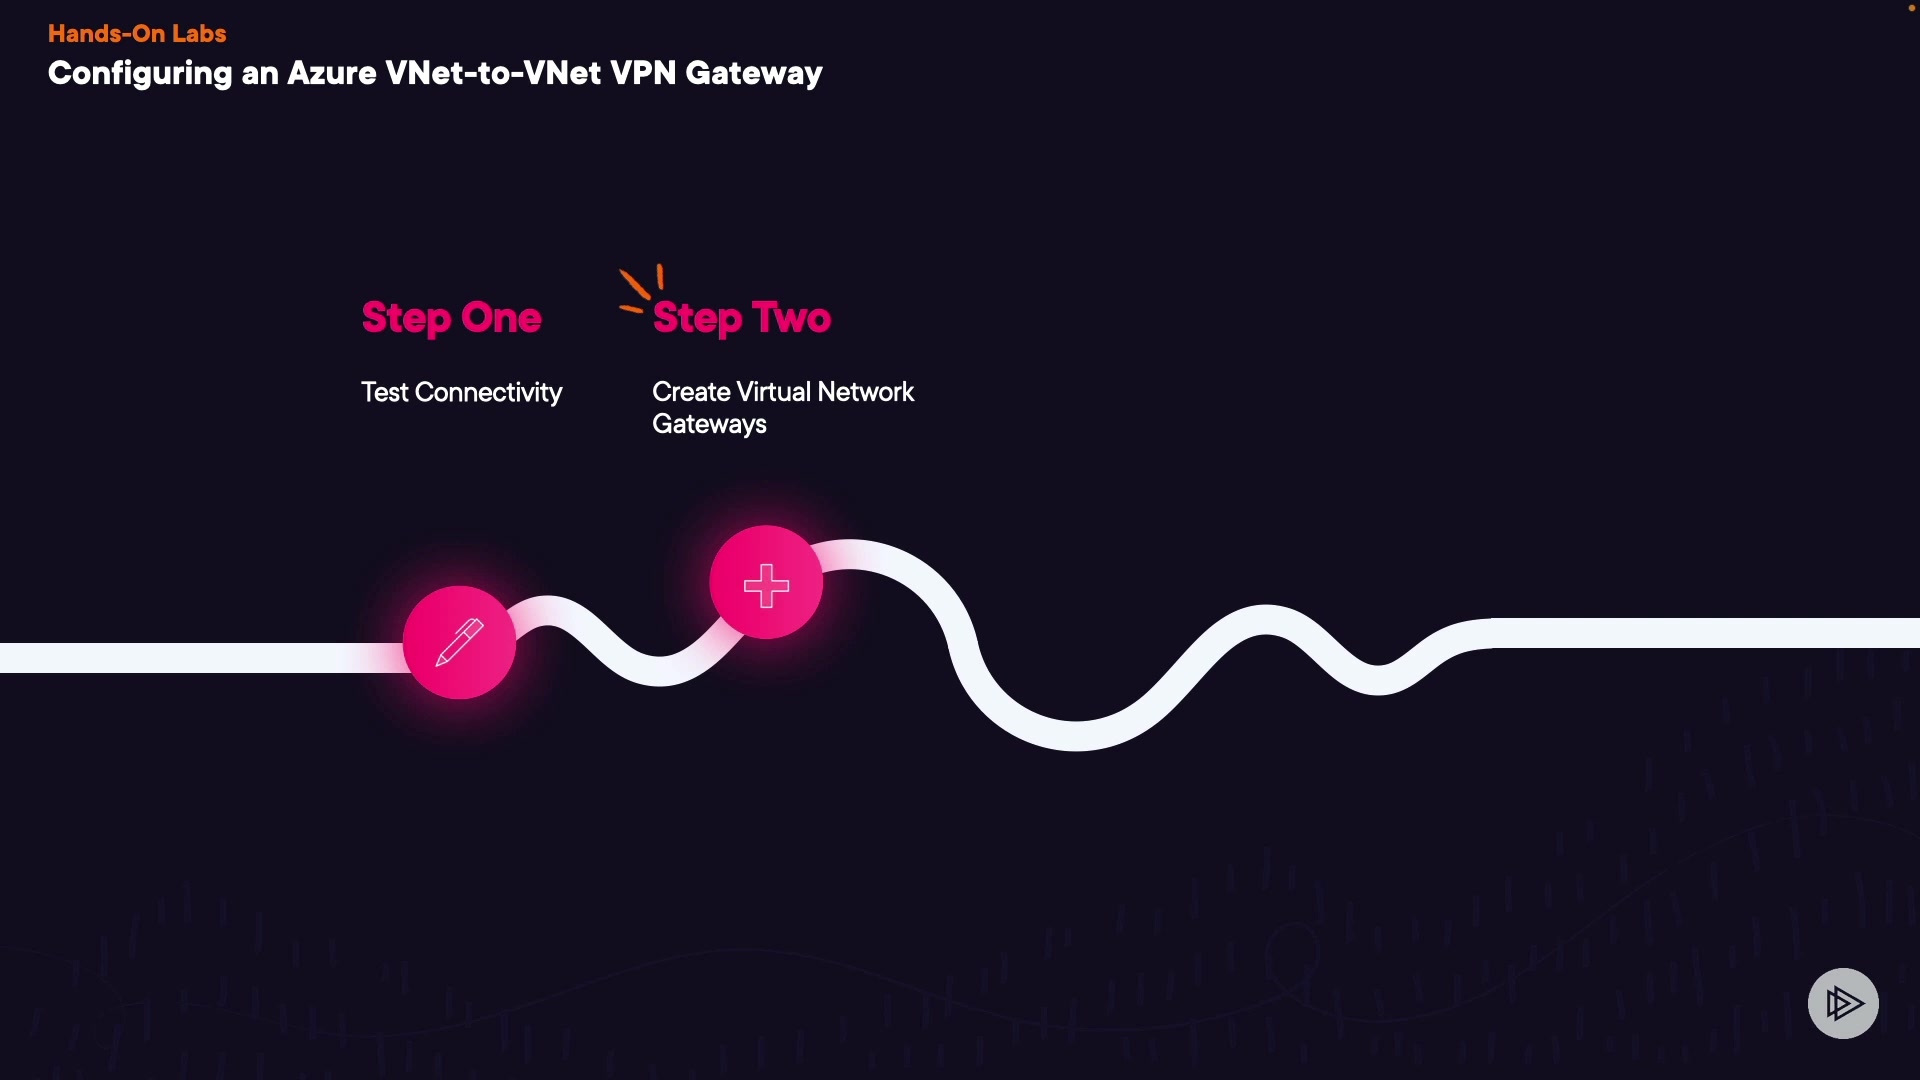 Hands-On Labs
Configuring an Azure VNet-to-VNet VPN Gateway
Step One
Test Connectivity
Step Two
Create Virtual Network
Gateways